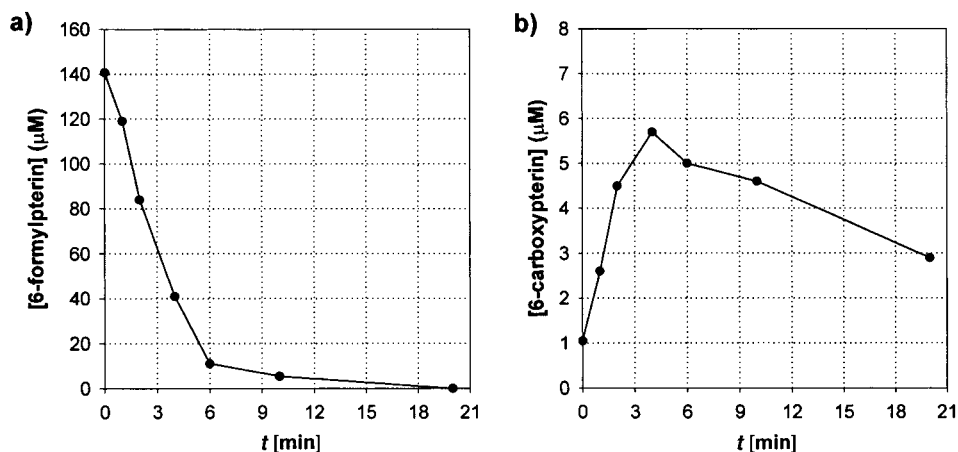 a)
[6-formylpterin] (μM)
160
140
120
100
80
60
40
20
0
0 3 6 9 12 15 18 21
t [min]
b)
[6-carboxypterin] (μM)
8
7
6
5
4
3
2
1
0
0 3 6 9 12 15 18 21
t [min]